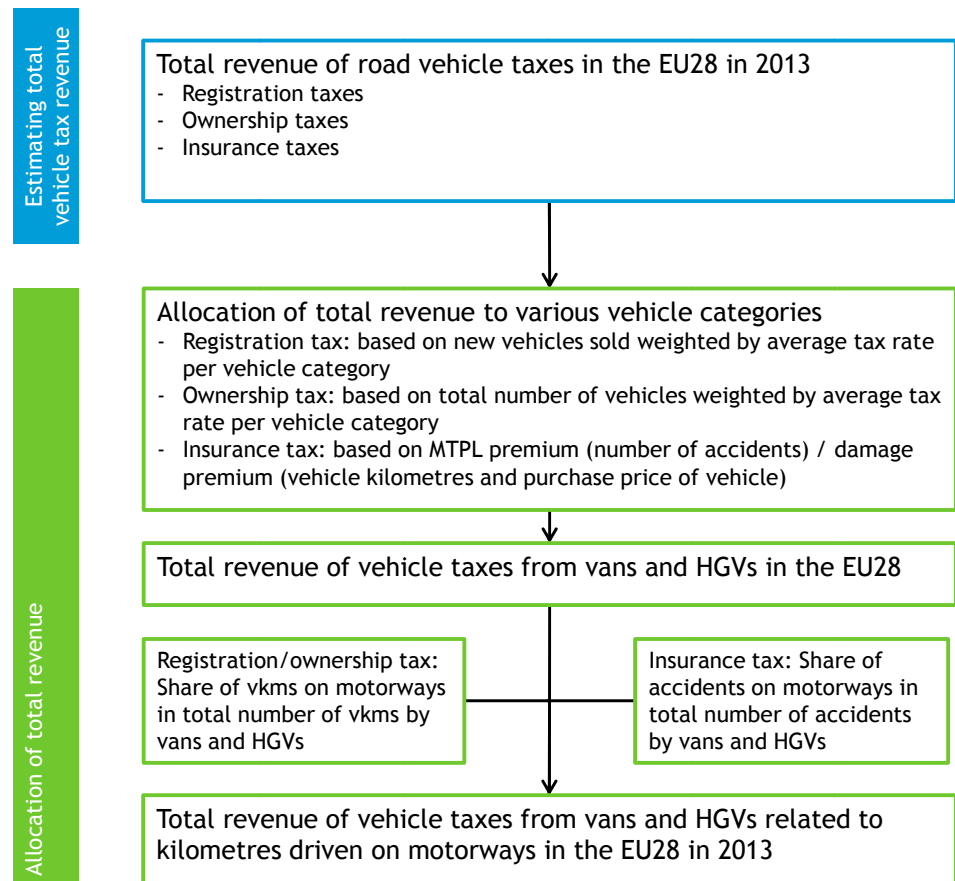 Estimating total
vehicle tax revenue
Total revenue of road vehicle taxes in the EU28 in 2013
- Registration taxes
- Ownership taxes
- Insurance taxes
Allocation of total revenue
Allocation of total revenue to various vehicle categories
- Registration tax: based on new vehicles sold weighted by average tax rate
per vehicle category
- Ownership tax: based on total number of vehicles weighted by average tax
rate per vehicle category
- Insurance tax: based on MTPL premium (number of accidents) / damage
premium (vehicle kilometres and purchase price of vehicle)
Total revenue of vehicle taxes from vans and HGVs in the EU28
Registration/ownership tax:
Share of vkms on motorways
in total number of vkms by
vans and HGVs
Insurance tax: Share of
accidents on motorways in
total number of accidents
by vans and HGVs
Total revenue of vehicle taxes from vans and HGVs related to
kilometres driven on motorways in the EU28 in 2013